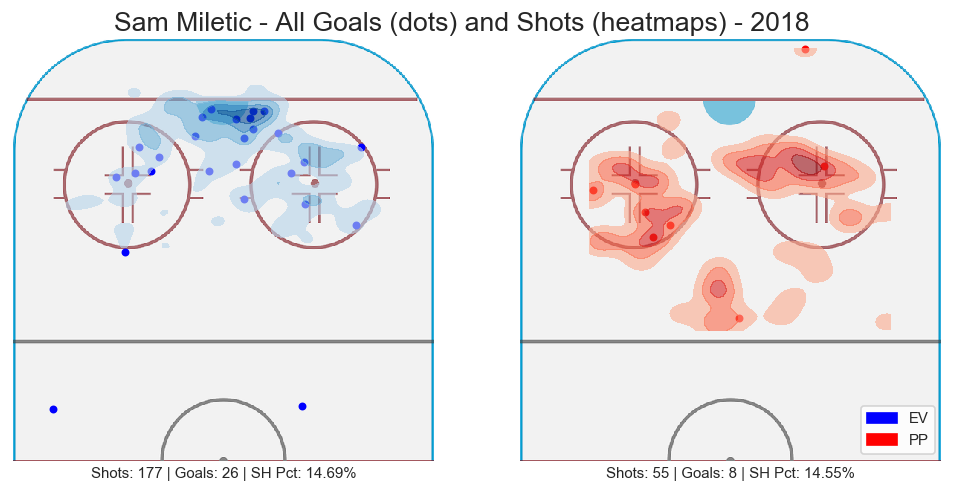 Sam Miletic - All Goals (dots) and Shots (heatmaps) - 2018
EV
PP
Shots: 177 | Goals: 26 | SH Pct: 14.69%
Shots: 55 | Goals: 8 | SH Pct: 14.55%